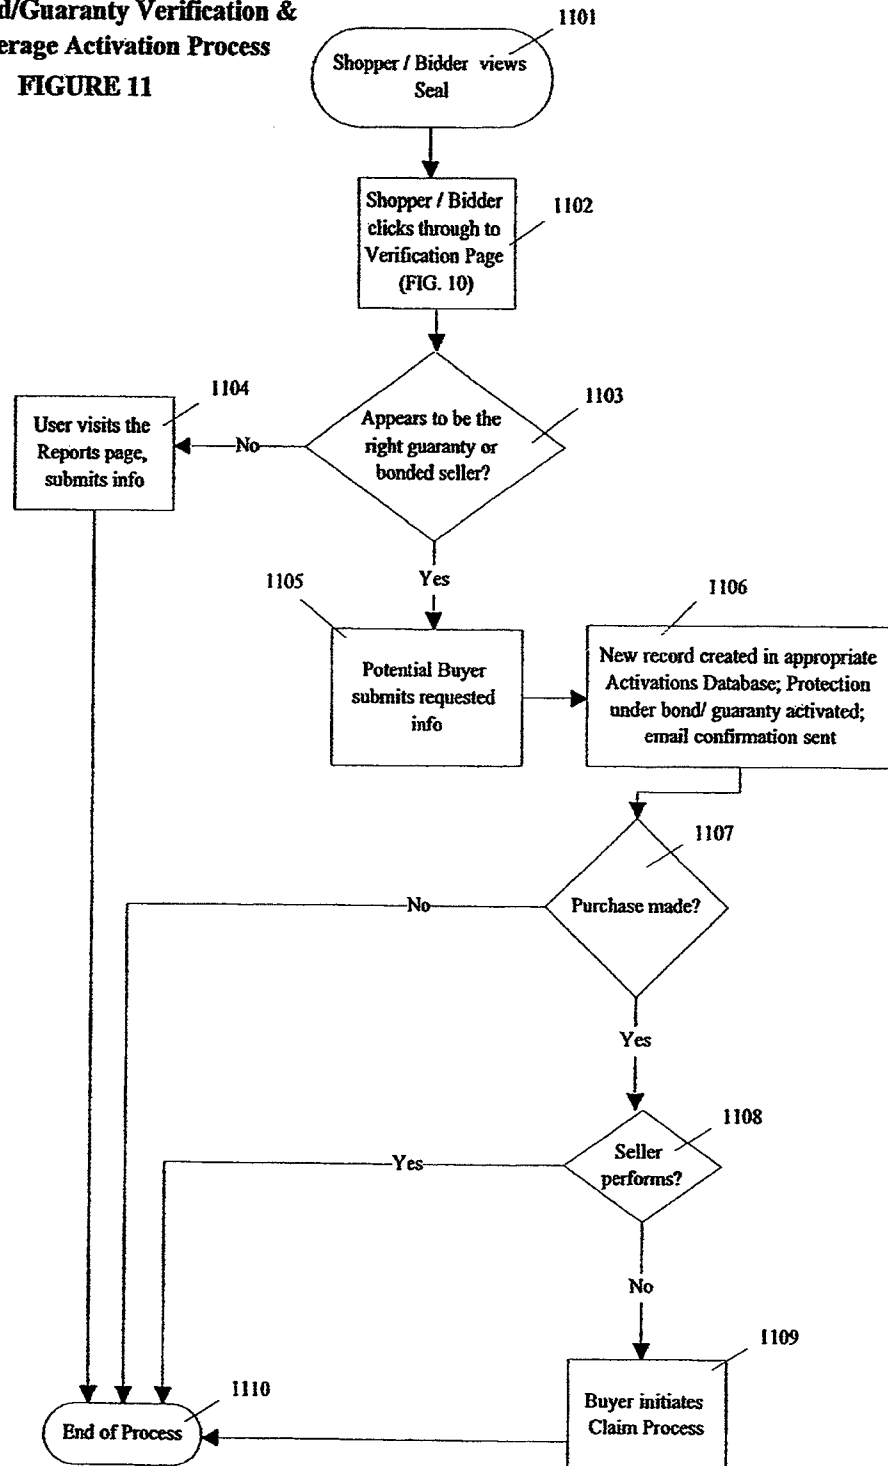 d/Guaranty Verification &
erage Activation Process
FIGURE 11
1101
Shopper / Bidder views
Seal
1102
Shopper / Bidder
clicks through to
Verification Page
(FIG. 10)
1103
Appears to be the
right guaranty or
bonded seller?
No
1104
User visits the
Reports page,
submits info
Yes
1105
Potential Buyer
submits requested
info
1106
New record created in appropriate
Activations Database; Protection
under bond/ guaranty activated;
email confirmation sent
1107
Purchase made?
No
Yes
1108
Seller
performs?
Yes
No
1109
Buyer initiates
Claim Process
1110
End of Process